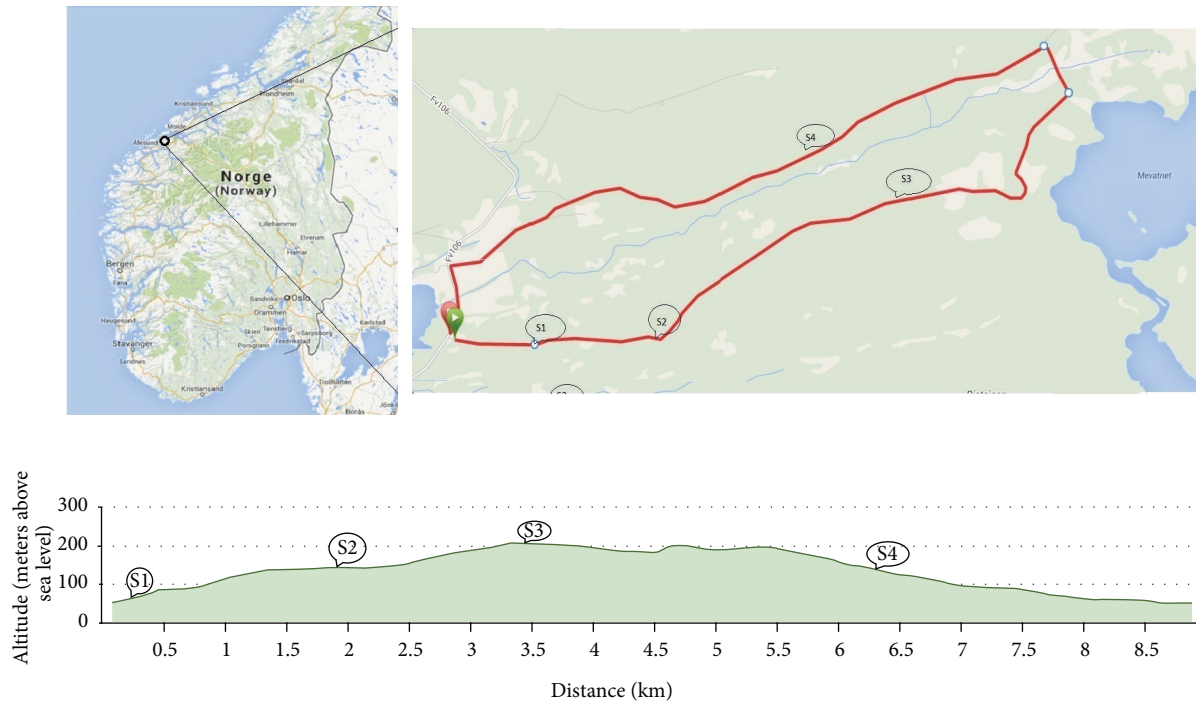 Stjørdal
Trondheim
Kristiansund
Molde
Ålesund
Norge
(Norway)
Lillehammer
Elverum
Hamar
Bergen
Fana
Sandvika
Oslo
Drammen
Haugesund
Skien
Tønsberg
Sarpsborg
Karlstad
Porsgrunn
Fredrikstad
Stavanger
Sandnes
Trollhättan
Kristiansand
Borås
Fv106
S4
S3
Mevatnet
Fv106
S1
S2
Altitude (meters above
sea level)
300
200
100
0
S1
S2
S3
S4
0.5 1 1.5 2 2.5 3 3.5 4 4.5 5 5.5 6 6.5 7 7.5 8 8.5
Distance (km)